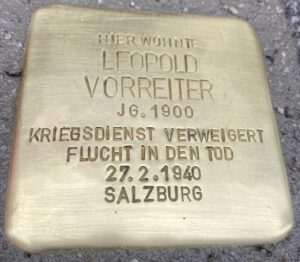 HIER WOHNTE
LEOPOLD
VORREITER
JG. 1900
KRIEGSDIENST VERWEIGERT
FLUCHT IN DEN TOD
27. 2. 1940
SALZBURG